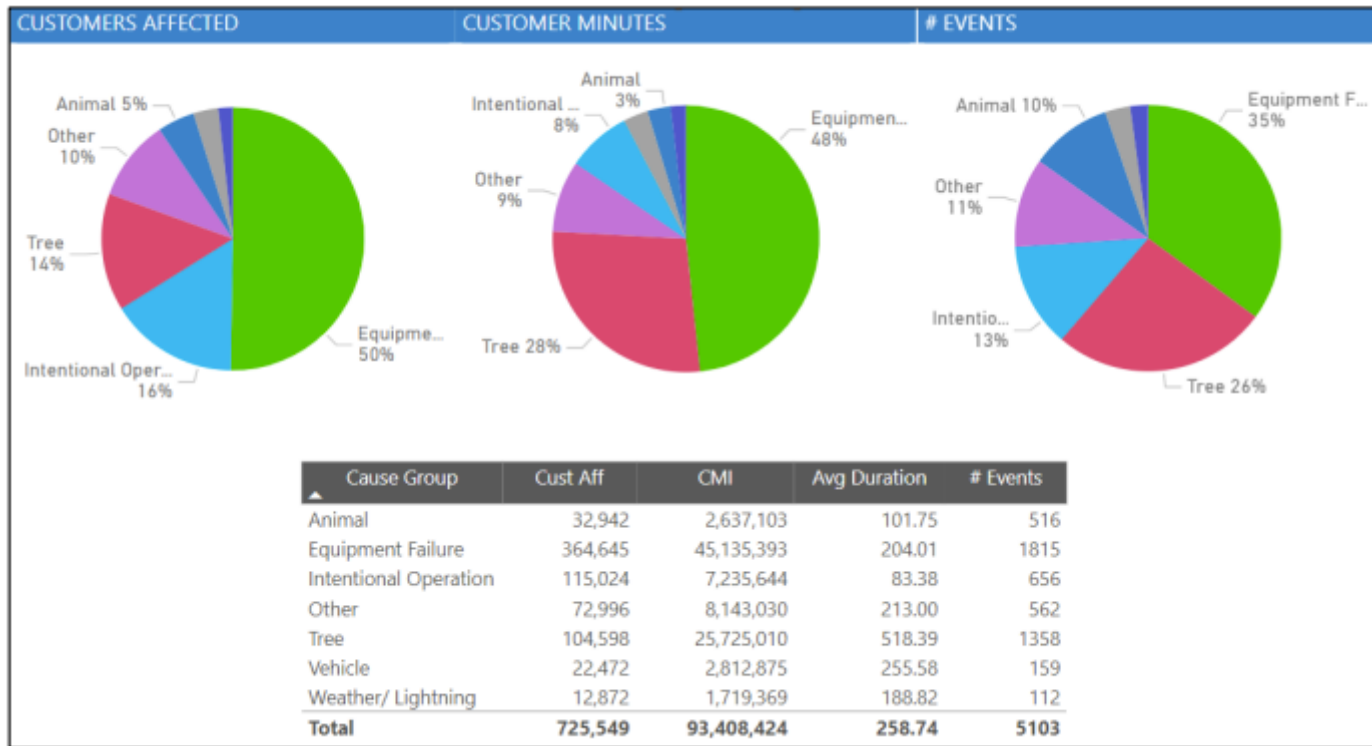 CUSTOMERS AFFECTED
CUSTOMER MINUTES
# EVENTS
Animal 5%
Other
10%
Tree
14%
Intentional Oper...
16%
Equipme...
50%
Animal
3%
Intentional ...
8%
Other
9%
Tree 28%
Equipmen...
48%
Animal 10%
Other
11%
Intentio...
13%
Tree 26%
Equipment F...
35%
Cause Group Cust Aff CMI Avg Duration # Events
Animal 32,942 2,637,103 101.75 516
Equipment Failure 364,645 45,135,393 204.01 1815
Intentional Operation 115,024 7,235,644 83.38 656
Other 72,996 8,143,030 213.00 562
Tree 104,598 25,725,010 518.39 1358
Vehicle 22,472 2,812,875 255.58 159
Weather/ Lightning 12,872 1,719,369 188.82 112
Total 725,549 93,408,424 258.74 5103